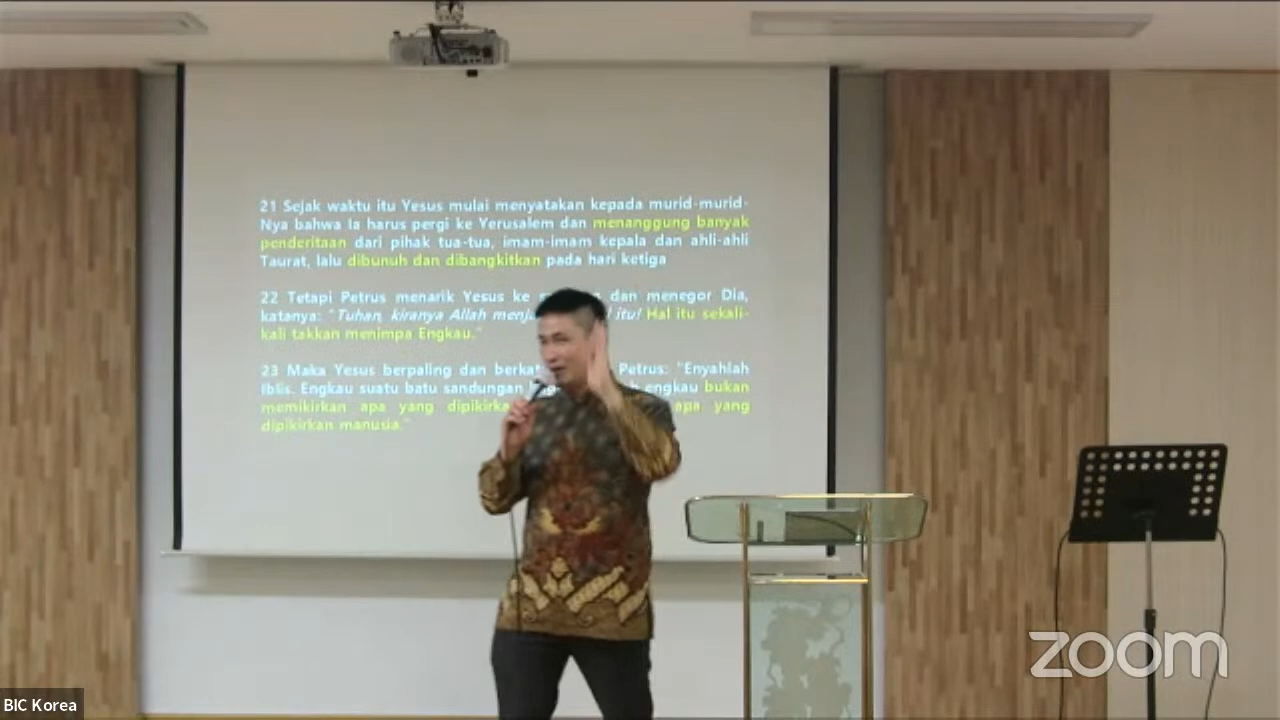 21 Sejak waktu itu Yesus mulai menyatakan kepada murid-murid-
Nya bahwa Ia harus pergi ke Yerusalem dan menanggung banyak
penderitaan dari pihak tua-tua, imam-imam kepala dan ahli-ahli
Taurat, lalu dibunuh dan dibangkitkan pada hari ketiga
22 Tetapi Petrus menarik Yesus ke dan menegor Dia,
katanya: "Tuhan, kiranya Allah itu! Hal itu sekali-
kali takkan menimpa Engkau."
23 Maka Yesus berpaling dan Petrus: "Enyahlah
Iblis. Engkau suatu batu sandungan engkau bukan
memikirkan apa yang apa yang
dipikirkan manusia."
zoom
BIC Korea